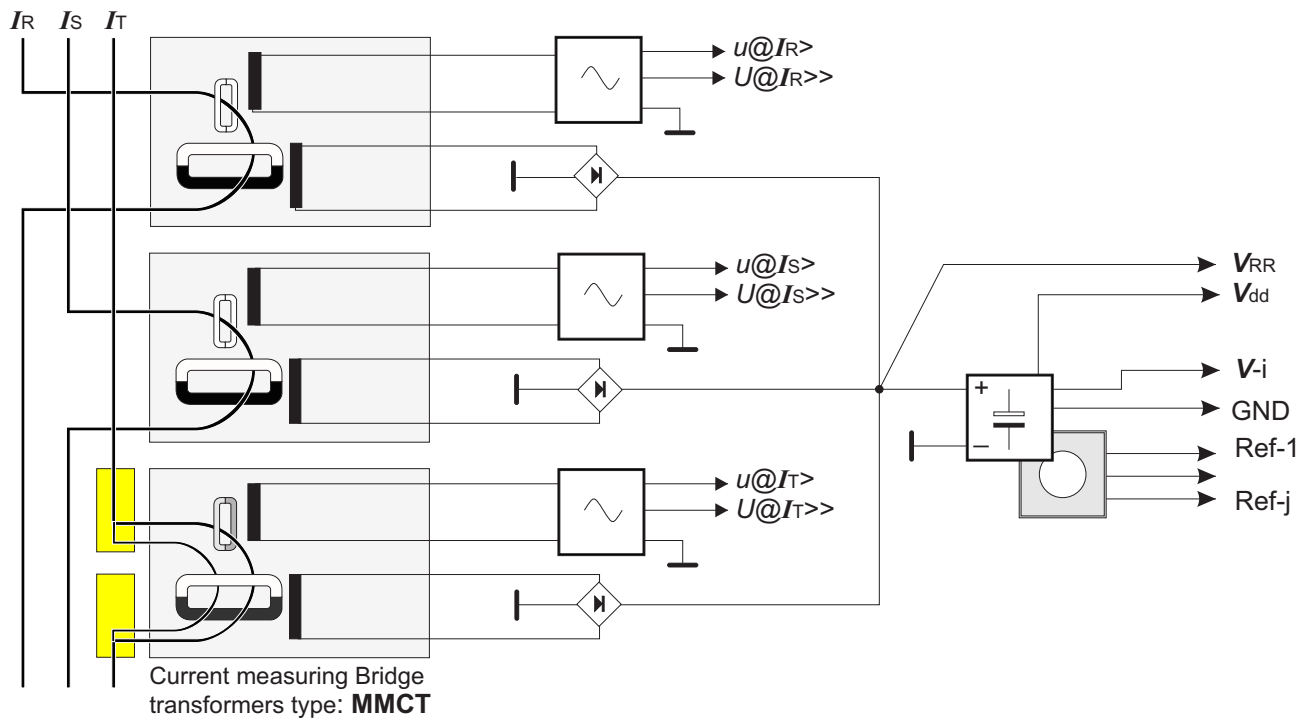 IR IS IT
u@IR>
U@IR>>
u@IS>
U@IS>>
VRR
Vdd
+
V-i
GND
–
Ref-1
Ref-j
u@IT>
U@IT>>
Current measuring Bridge
transformers type: MMCT